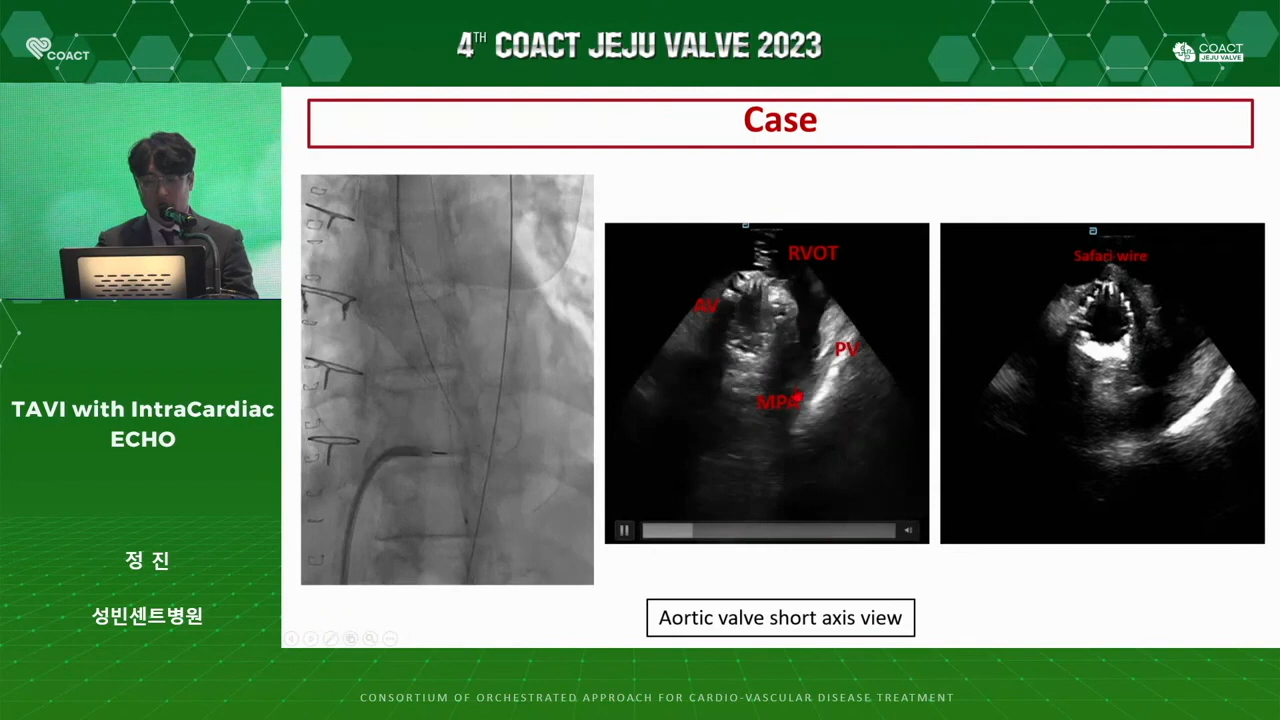 COACT
4TH COACT JEJU VALVE 2023
COACT
JEJU VALVE
Case
RVOT
AV
PV
MPA
Safari wire
TAVI with IntraCardiac
ECHO
정 진
성빈센트병원
Aortic valve short axis view
CONSORTIUM OF ORCHESTRATED APPROACH FOR CARDIO-VASCULAR DISEASE TREATMENT